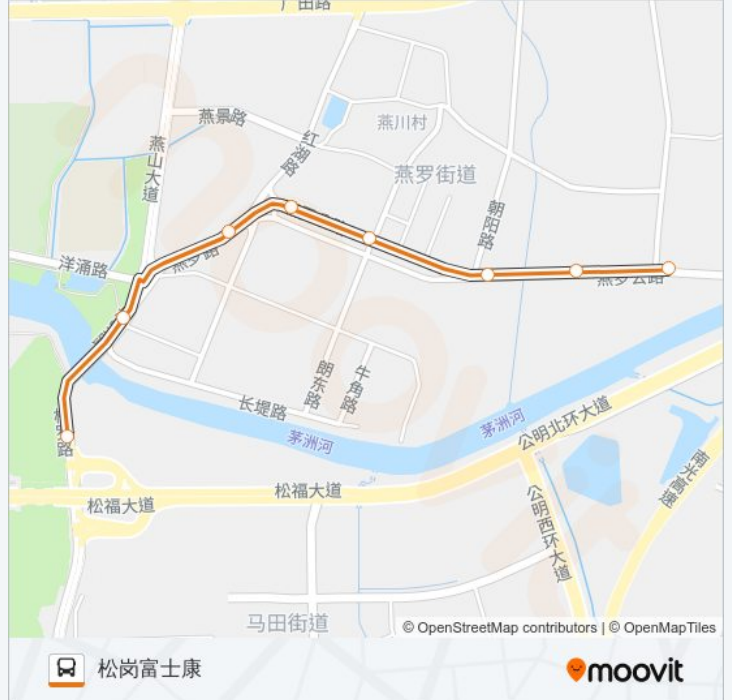 广田路
燕景路
燕川村
红湖路
燕山大道
燕罗街道
朝阳路
洋涌路
燕罗路
燕罗公路
朗东路
牛角路
长堤路
茅洲河
茅洲河
公明北环大道
南光高速
松福大道
松福大道
公明西环大道
马田街道
© OpenStreetMap contributors | © OpenMapTiles
松岗富士康
moovit